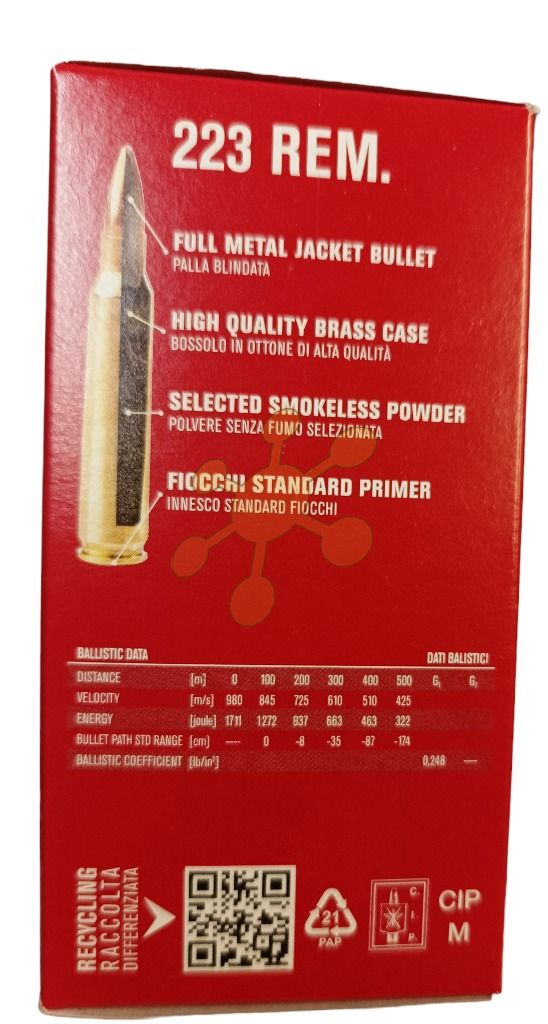 223 REM.
FULL METAL JACKET BULLET
PALLA BLINDATA
HIGH QUALITY BRASS CASE
BOSSOLO IN OTTONE DI ALTA QUALITÀ
SELECTED SMOKELESS POWDER
POLVERE SENZA FUMO SELEZIONATA
FIOCCHI STANDARD PRIMER
INNESCO STANDARD FIOCCHI
BALLISTIC DATA DATI BALISTICI
DISTANCE [m] 0 100 200 300 400 500 G₁ G₇
VELOCITY [m/s] 980 845 725 610 510 425
ENERGY [joule] 1711 1272 937 663 463 322
BULLET PATH STD RANGE [cm] ---- 0 -8 -35 -87 -174
BALLISTIC COEFFICIENT [lb/in²] 0,248 ----
RECYCLING
RACCOLTA
DIFFERENZIATA
21
PAP
C.
I.
P.
CIP
M